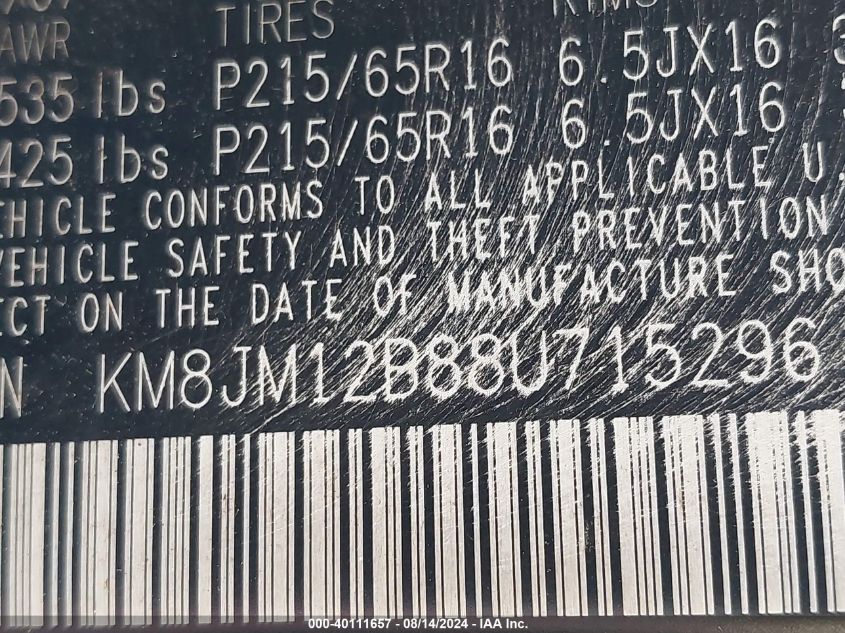 AWR TIRES
535 lbs P215/65R16 6.5JX16
425 lbs P215/65R16 6.5JX16
EHICLE CONFORMS TO ALL APPLICABLE U.
VEHICLE SAFETY AND THEFT PREVENTION
ECT ON THE DATE OF MANUFACTURE SHO
N KM8JM12B88U715296
000-40111657 - 08/14/2024 - IAA Inc.